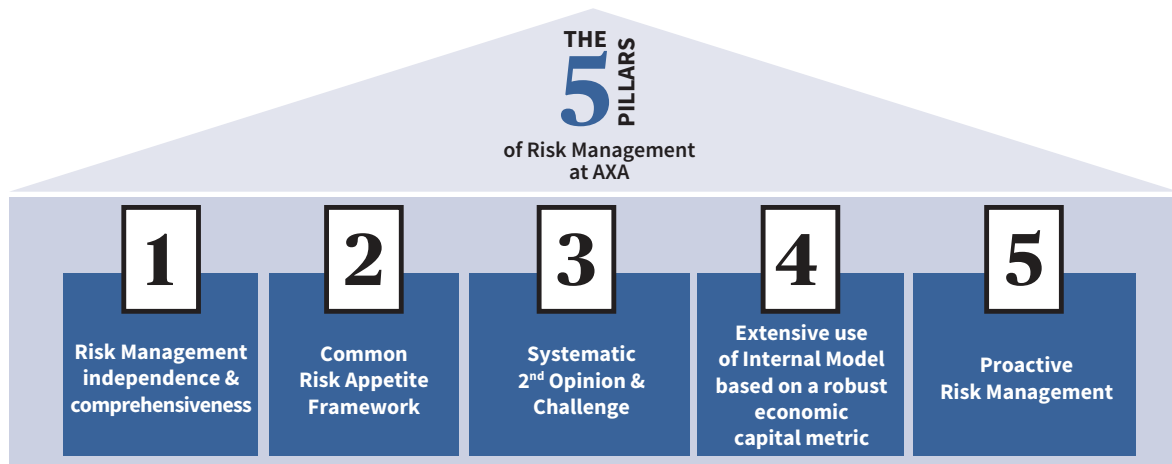 THE
5
PILLARS
of Risk Management
at AXA
1
Risk Management
independence &
comprehensiveness
2
Common
Risk Appetite
Framework
3
Systematic
2nd Opinion &
Challenge
4
Extensive use
of Internal Model
based on a robust
economic
capital metric
5
Proactive
Risk Management